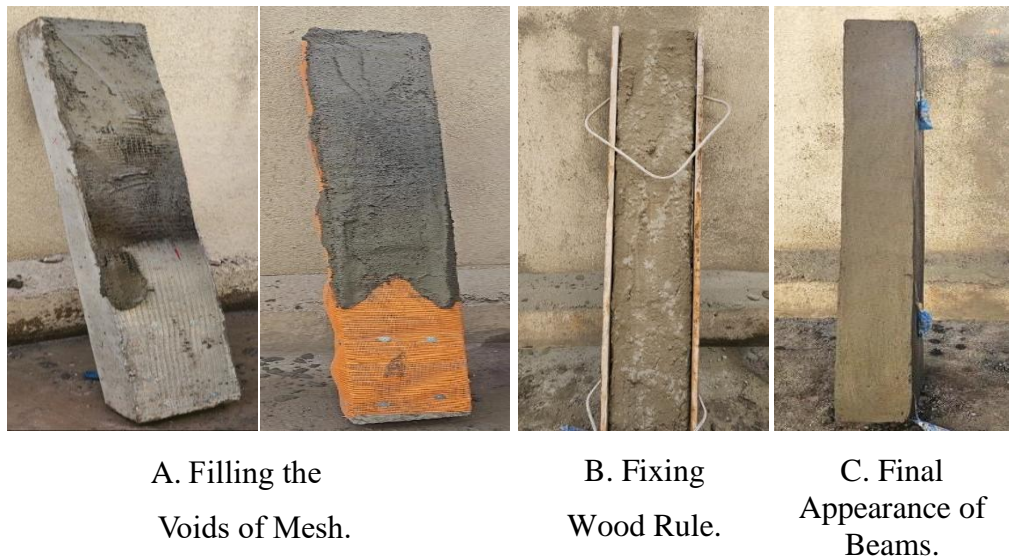 A. Filling the
Voids of Mesh.
B. Fixing
Wood Rule.
C. Final
Appearance of
Beams.